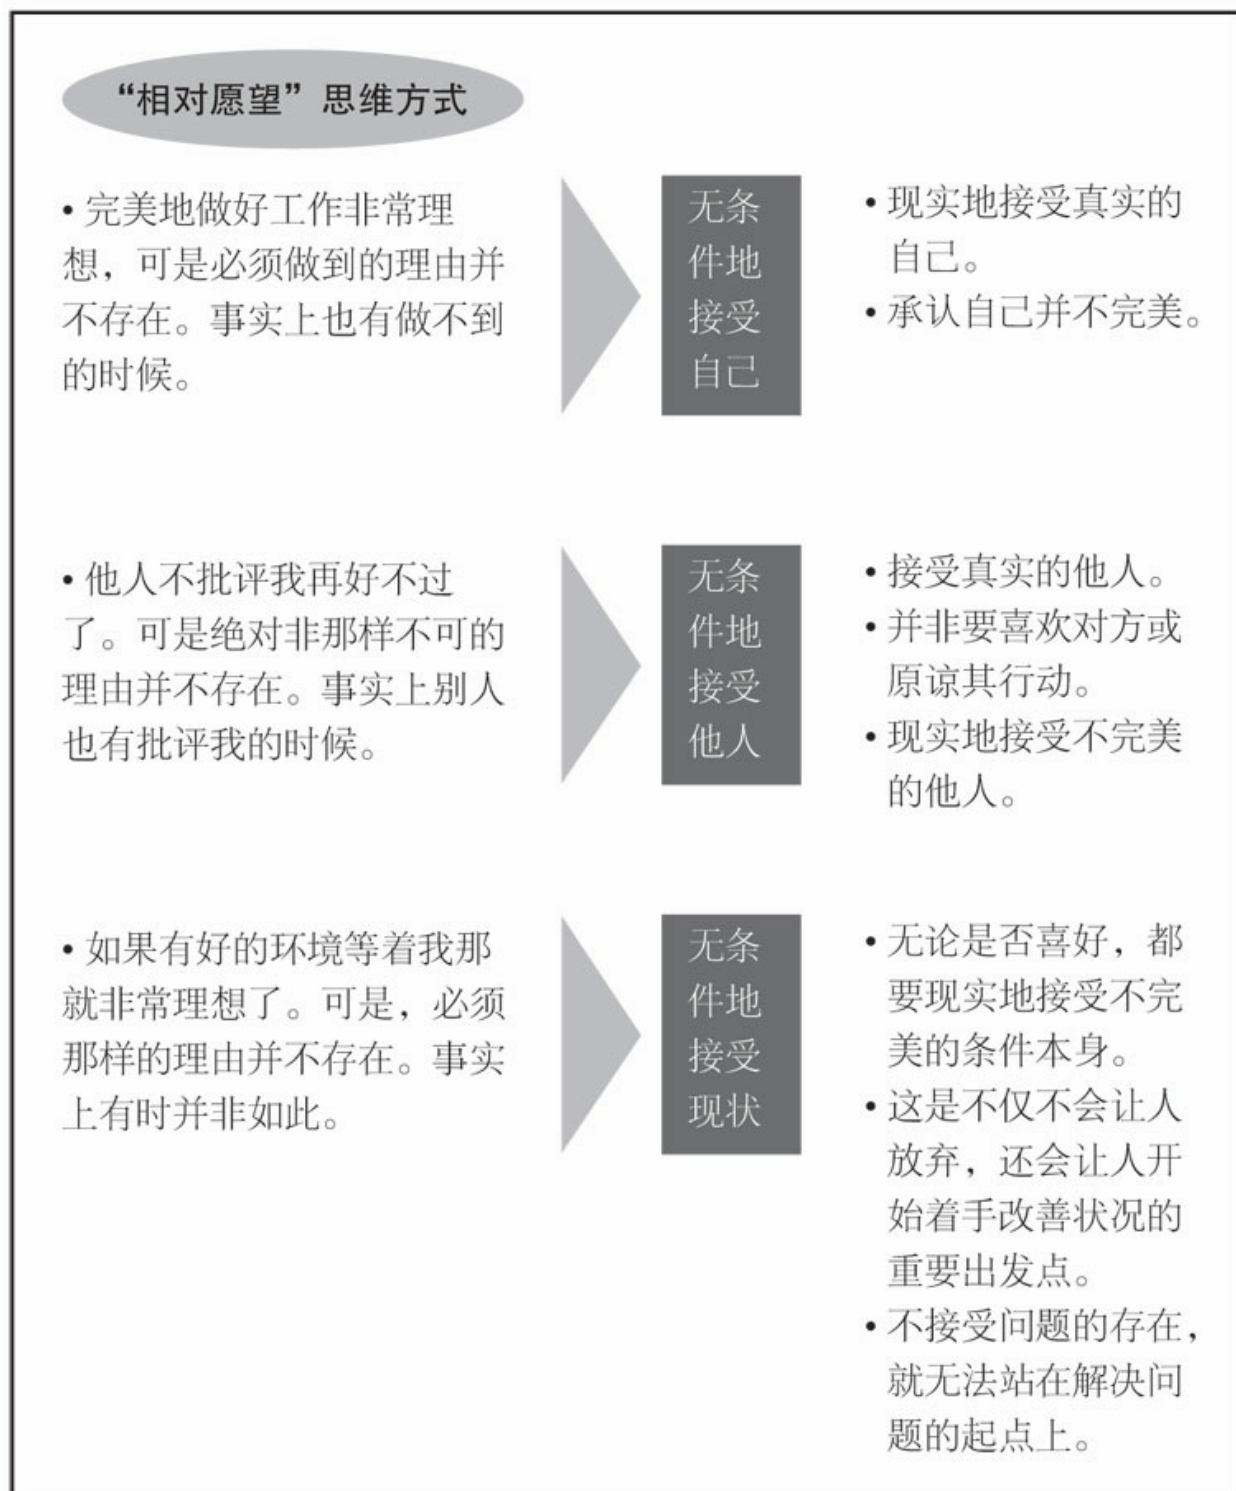 “相对愿望”思维方式
• 完美地做好工作非常理
想，可是必须做到的理由并
不存在。事实上也有做不到
的时候。
无条
件地
接受
自己
• 现实地接受真实的
自己。
• 承认自己并不完美。
• 他人不批评我再好不过
了。可是绝对非那样不可的
理由并不存在。事实上别人
也有批评我的时候。
无条
件地
接受
他人
• 接受真实的他人。
• 并非要喜欢对方或
原谅其行动。
• 现实地接受不完美
的他人。
• 如果有好的环境等着我那
就非常理想了。可是，必须
那样的理由并不存在。事实
上有时并非如此。
无条
件地
接受
现状
• 无论是否喜好，都
要现实地接受不完
美的条件本身。
• 这是不仅不会让人
放弃，还会让人开
始着手改善状况的
重要出发点。
• 不接受问题的存在，
就无法站在解决问
题的起点上。